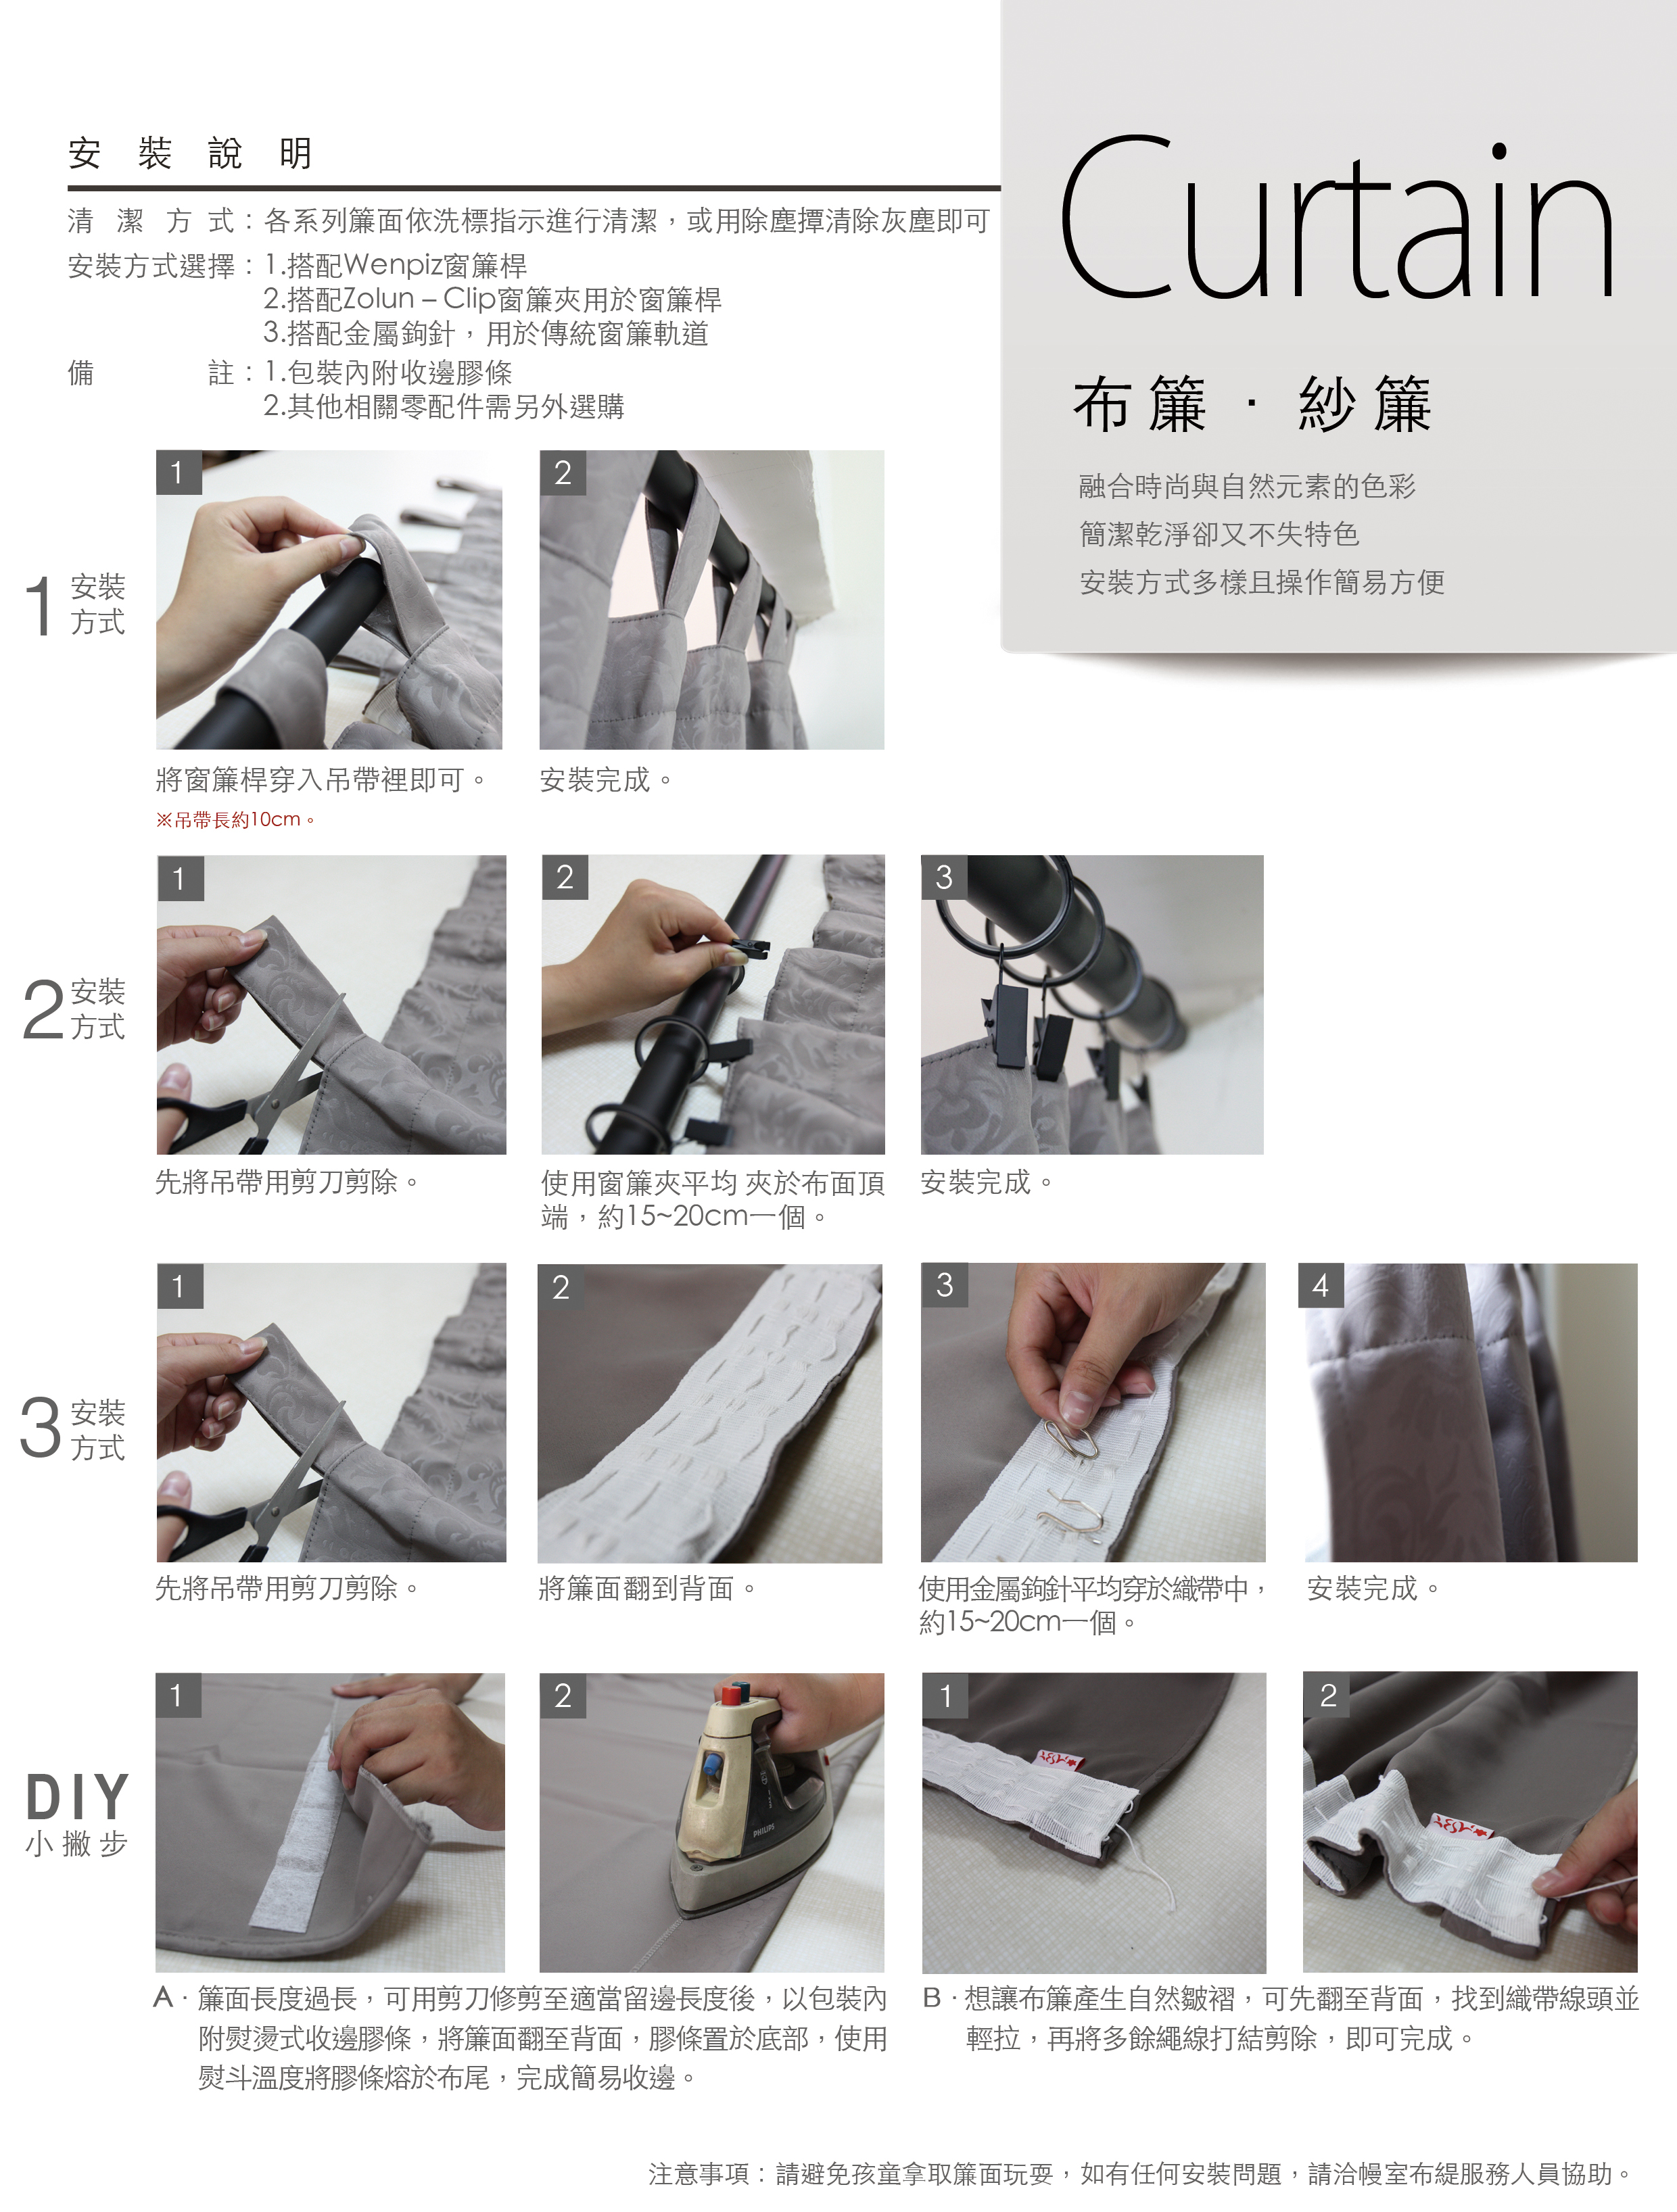 安裝說明
清潔方式：各系列簾面依洗標指示進行清潔，或用除塵撢清除灰塵即可
安裝方式選擇：1.搭配Wenpiz窗簾桿
2.搭配Zolun – Clip窗簾夾用於窗簾桿
3.搭配金屬鉤針，用於傳統窗簾軌道
備註：1.包裝內附收邊膠條
2.其他相關零配件需另外選購
Curtain
布簾 · 紗簾
融合時尚與自然元素的色彩
簡潔乾淨卻又不失特色
安裝方式多樣且操作簡易方便
1 安裝
方式
1
將窗簾桿穿入吊帶裡即可。
※吊帶長約10cm。
2
安裝完成。
2 安裝
方式
1
先將吊帶用剪刀剪除。
2
使用窗簾夾平均 夾於布面頂
端，約15~20cm一個。
3
安裝完成。
3 安裝
方式
1
先將吊帶用剪刀剪除。
2
將簾面翻到背面。
3
使用金屬鉤針平均穿於織帶中，
約15~20cm一個。
4
安裝完成。
DIY
小撇步
1
2
PHILIPS
A · 簾面長度過長，可用剪刀修剪至適當留邊長度後，以包裝內
附熨燙式收邊膠條，將簾面翻至背面，膠條置於底部，使用
熨斗溫度將膠條熔於布尾，完成簡易收邊。
1
2
B · 想讓布簾產生自然皺褶，可先翻至背面，找到織帶線頭並
輕拉，再將多餘繩線打結剪除，即可完成。
注意事項：請避免孩童拿取簾面玩耍，如有任何安裝問題，請洽幔室布緹服務人員協助。